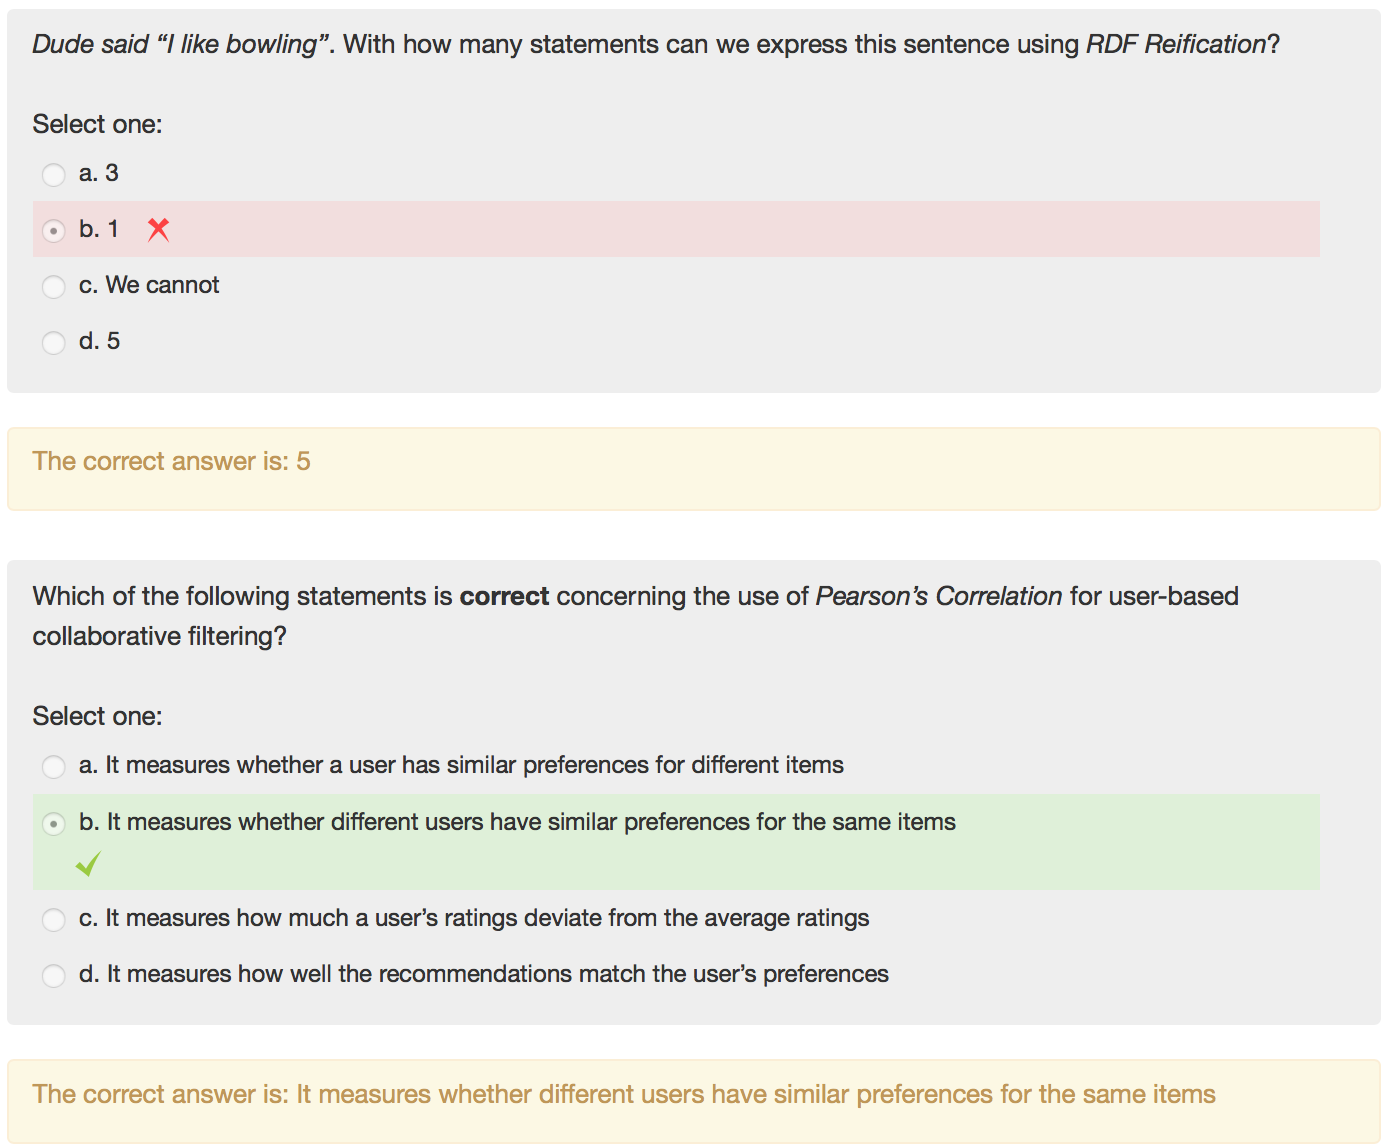 Dude said “I like bowling”. With how many statements can we express this sentence using RDF Reification?
Select one:
a. 3
b. 1
c. We cannot
d. 5
The correct answer is: 5
Which of the following statements is correct concerning the use of Pearson’s Correlation for user-based
collaborative filtering?
Select one:
a. It measures whether a user has similar preferences for different items
b. It measures whether different users have similar preferences for the same items
c. It measures how much a user’s ratings deviate from the average ratings
d. It measures how well the recommendations match the user’s preferences
The correct answer is: It measures whether different users have similar preferences for the same items